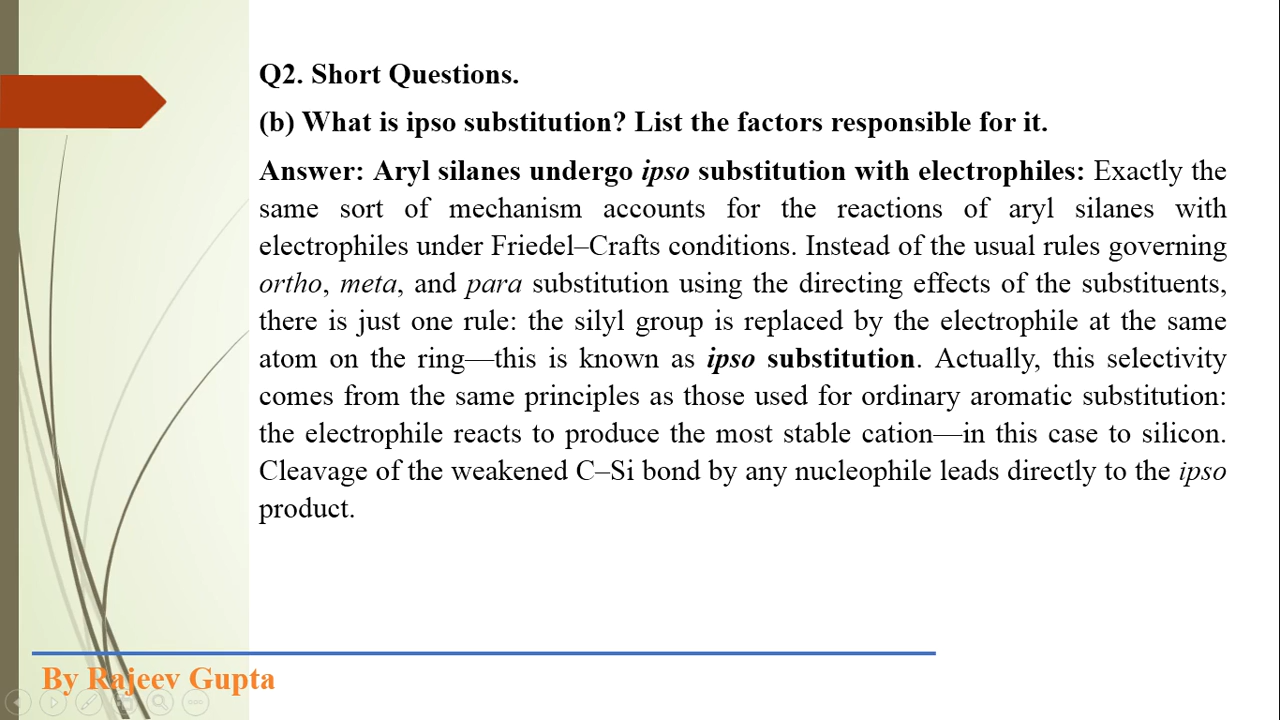 Q2. Short Questions.
(b) What is ipso substitution? List the factors responsible for it.
Answer: Aryl silanes undergo ipso substitution with electrophiles: Exactly the
same sort of mechanism accounts for the reactions of aryl silanes with
electrophiles under Friedel–Crafts conditions. Instead of the usual rules governing
ortho, meta, and para substitution using the directing effects of the substituents,
there is just one rule: the silyl group is replaced by the electrophile at the same
atom on the ring—this is known as ipso substitution. Actually, this selectivity
comes from the same principles as those used for ordinary aromatic substitution:
the electrophile reacts to produce the most stable cation—in this case to silicon.
Cleavage of the weakened C–Si bond by any nucleophile leads directly to the ipso
product.
By Rajeev Gupta